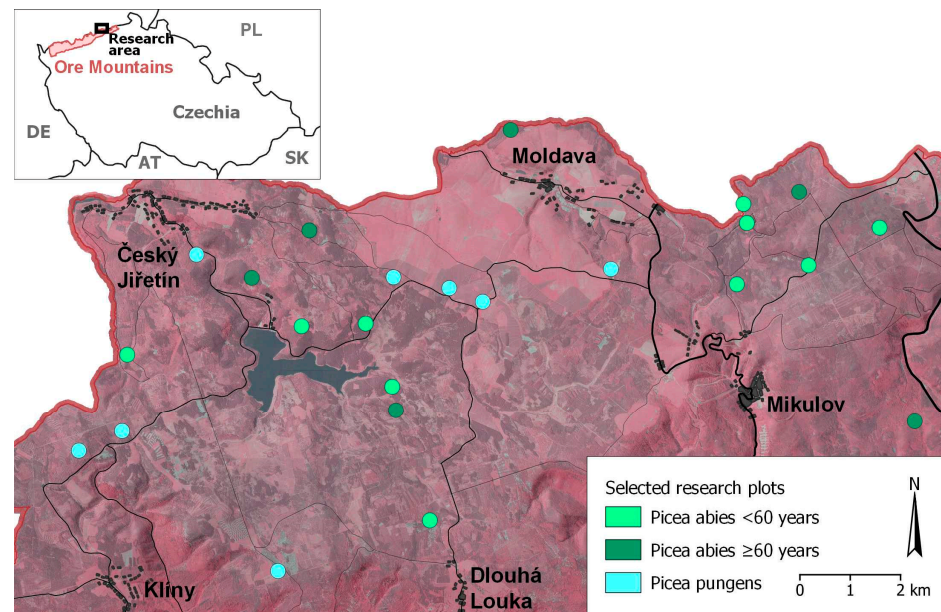 PL
Research
area
Ore Mountains
Czechia
DE
AT
SK
Moldava
Český
Jiřetín
Mikulov
Klíny
Dlouhá
Louka
Selected research plots
Picea abies <60 years
Picea abies ≥60 years
Picea pungens
N
0 1 2 km